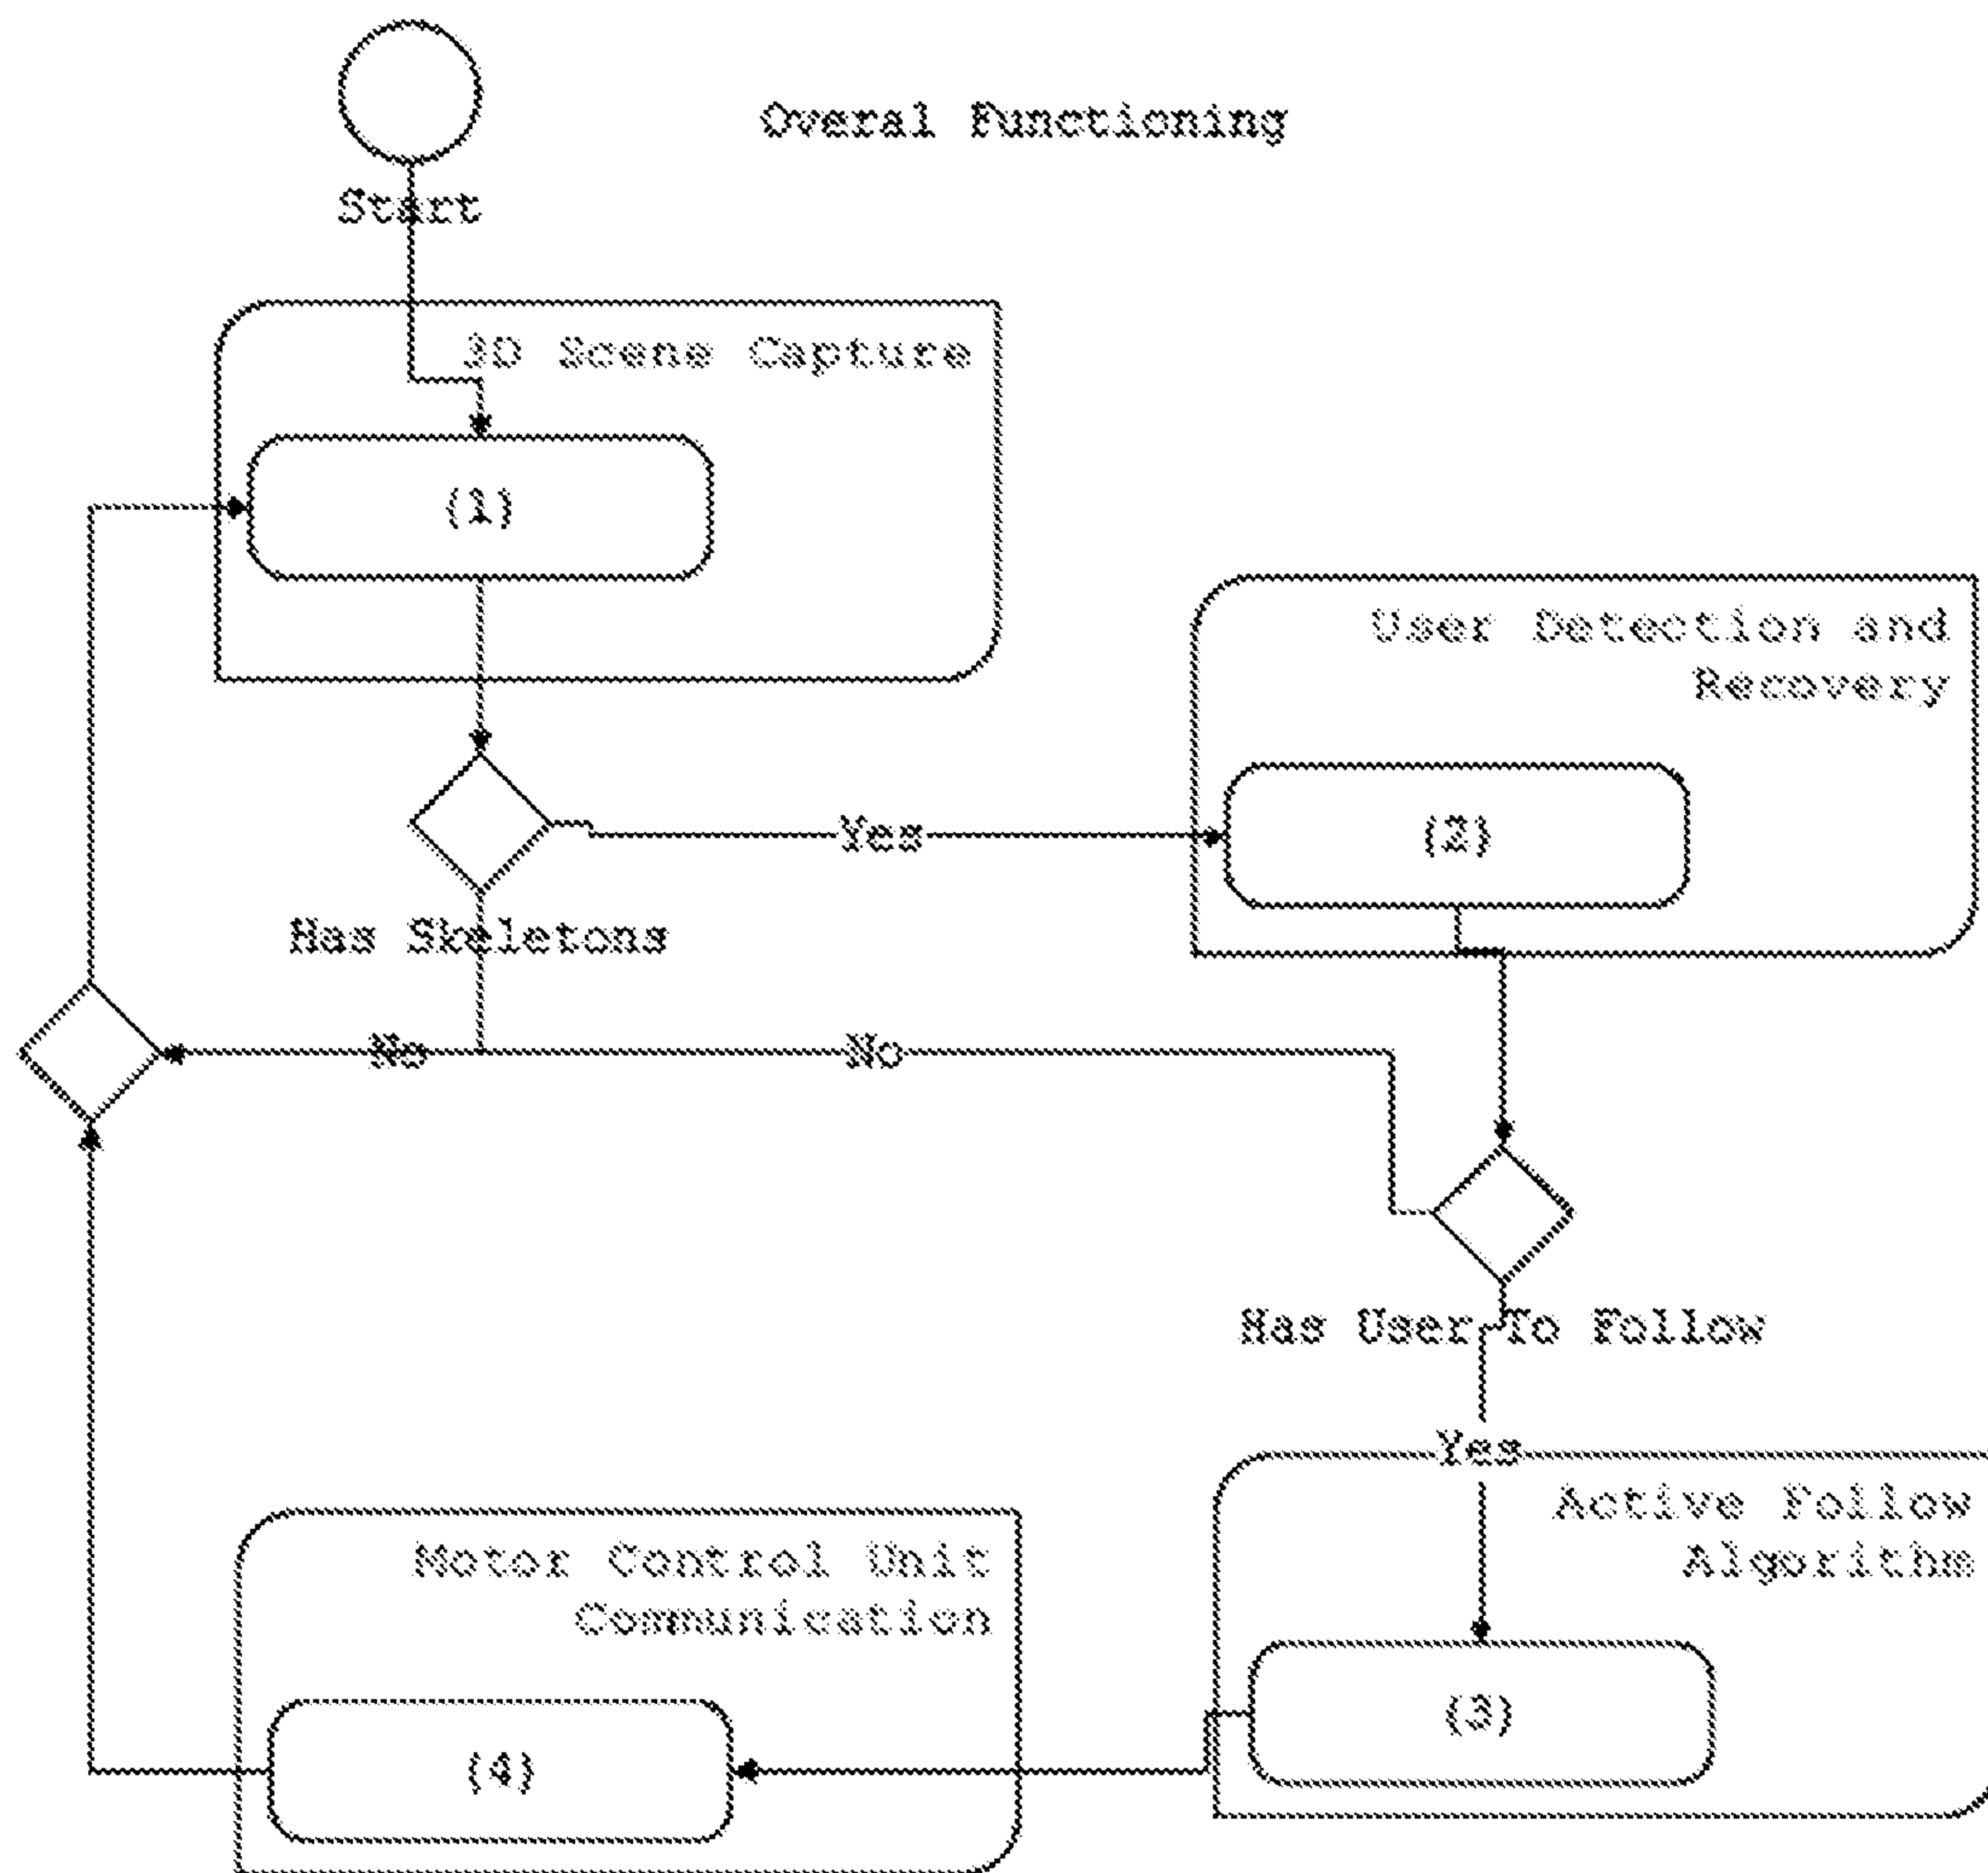 Overal Functioning
Start
3D Scene Capture
(1)
User Detection and
Recovery
(2)
Yes
Has Skeletons
No
No
Has User To Follow
Yes
Active Follow
Algorithm
Motor Control Unit
Communication
(3)
(4)